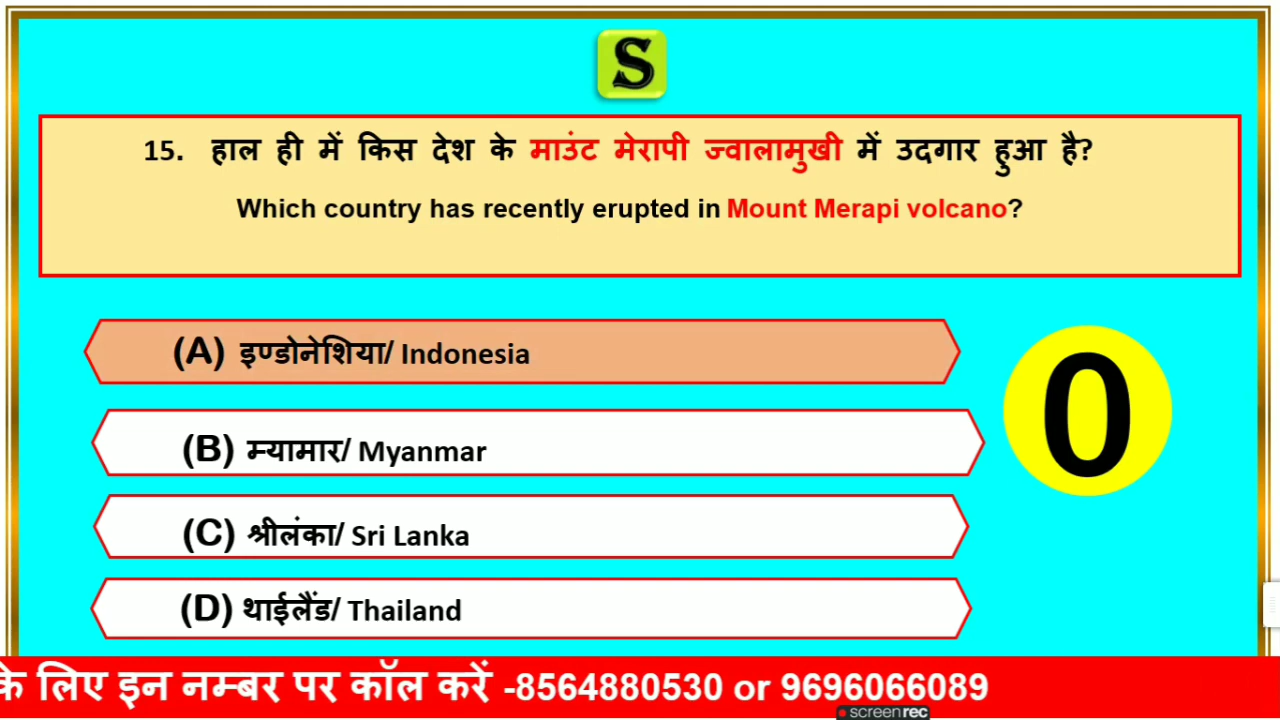 S
15. हाल ही में किस देश के माउंट मेरापी ज्वालामुखी में उदगार हुआ है?
Which country has recently erupted in Mount Merapi volcano?
(A) इण्डोनेशिया/ Indonesia
0
(B) म्यामार/ Myanmar
(C) श्रीलंका/ Sri Lanka
(D) थाईलैंड/ Thailand
के लिए इन नम्बर पर कॉल करें -8564880530 or 9696066089
screenrec